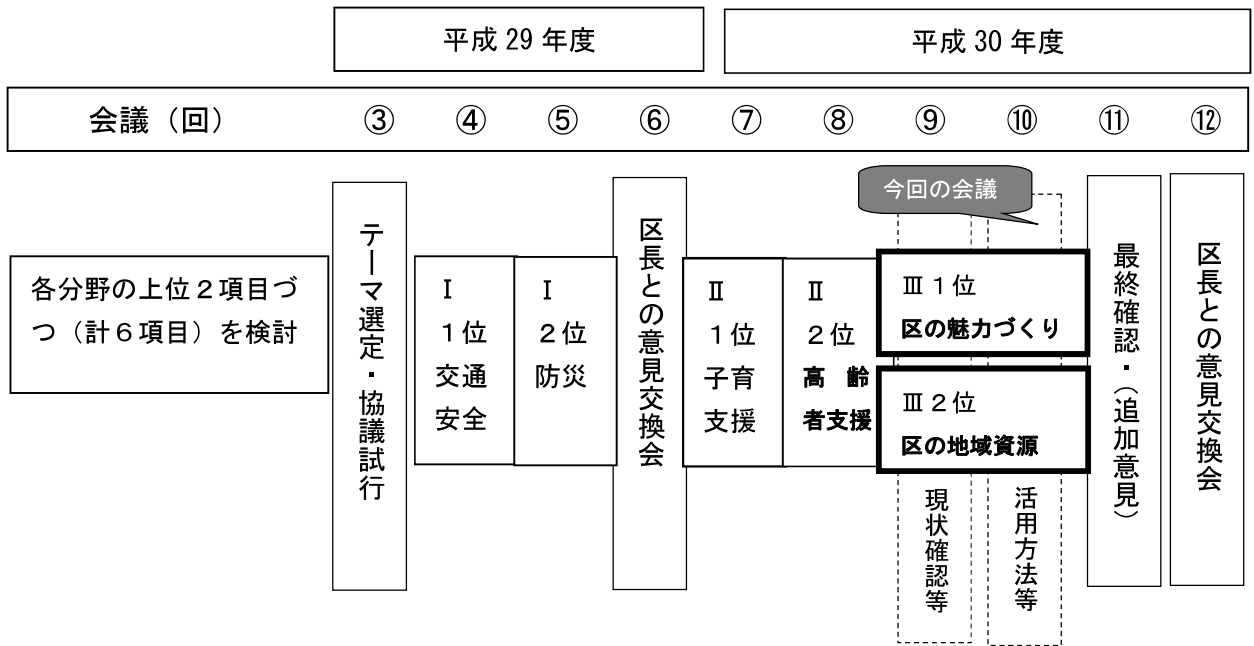 平成 29 年度
平成 30 年度
会議（回）
③
④
⑤
⑥
⑦
⑧
⑨
⑩
⑪
⑫
今回の会議
各分野の上位２項目づ
つ（計６項目）を検討
テーマ選定・協議試行
Ⅰ
１位
交通
安全
Ⅰ
２位
防災
区長との意見交換会
Ⅱ
１位
子育
支援
Ⅱ
２位
高　齢
者支援
Ⅲ１位
区の魅力づくり
Ⅲ２位
区の地域資源
現状確認等
活用方法等
最終確認・（追加意見）
区長との意見交換会